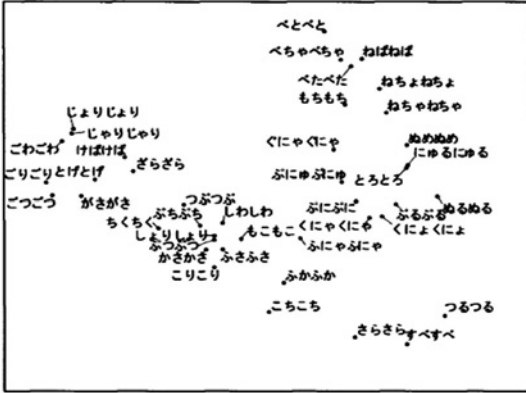 べとべと
べちゃべちゃ
ねばねば
べたべた
ねちょねちょ
もちもち
ねちゃねちゃ
じょりじょり
じゃりじゃり
ごわごわ
けばけば
ざらざら
ごりごり
とげとげ
ごつごつ
がさがさ
ぐにゃぐにゃ
ぬめぬめ
にゅるにゅる
ぷにゅぷにゅ
とろとろ
つぶつぶ
ぷちぷち
しわしわ
ちくちく
しょりしょり
もこもこ
ぶつぶつ
かさかさ
ふさふさ
こりこり
ぷにぷに
ぷるぷる
ぬるぬる
くにゃくにゃ
くにょくにょ
ふにゃふにゃ
ふかふか
こちこち
つるつる
さらさら
すべすべ